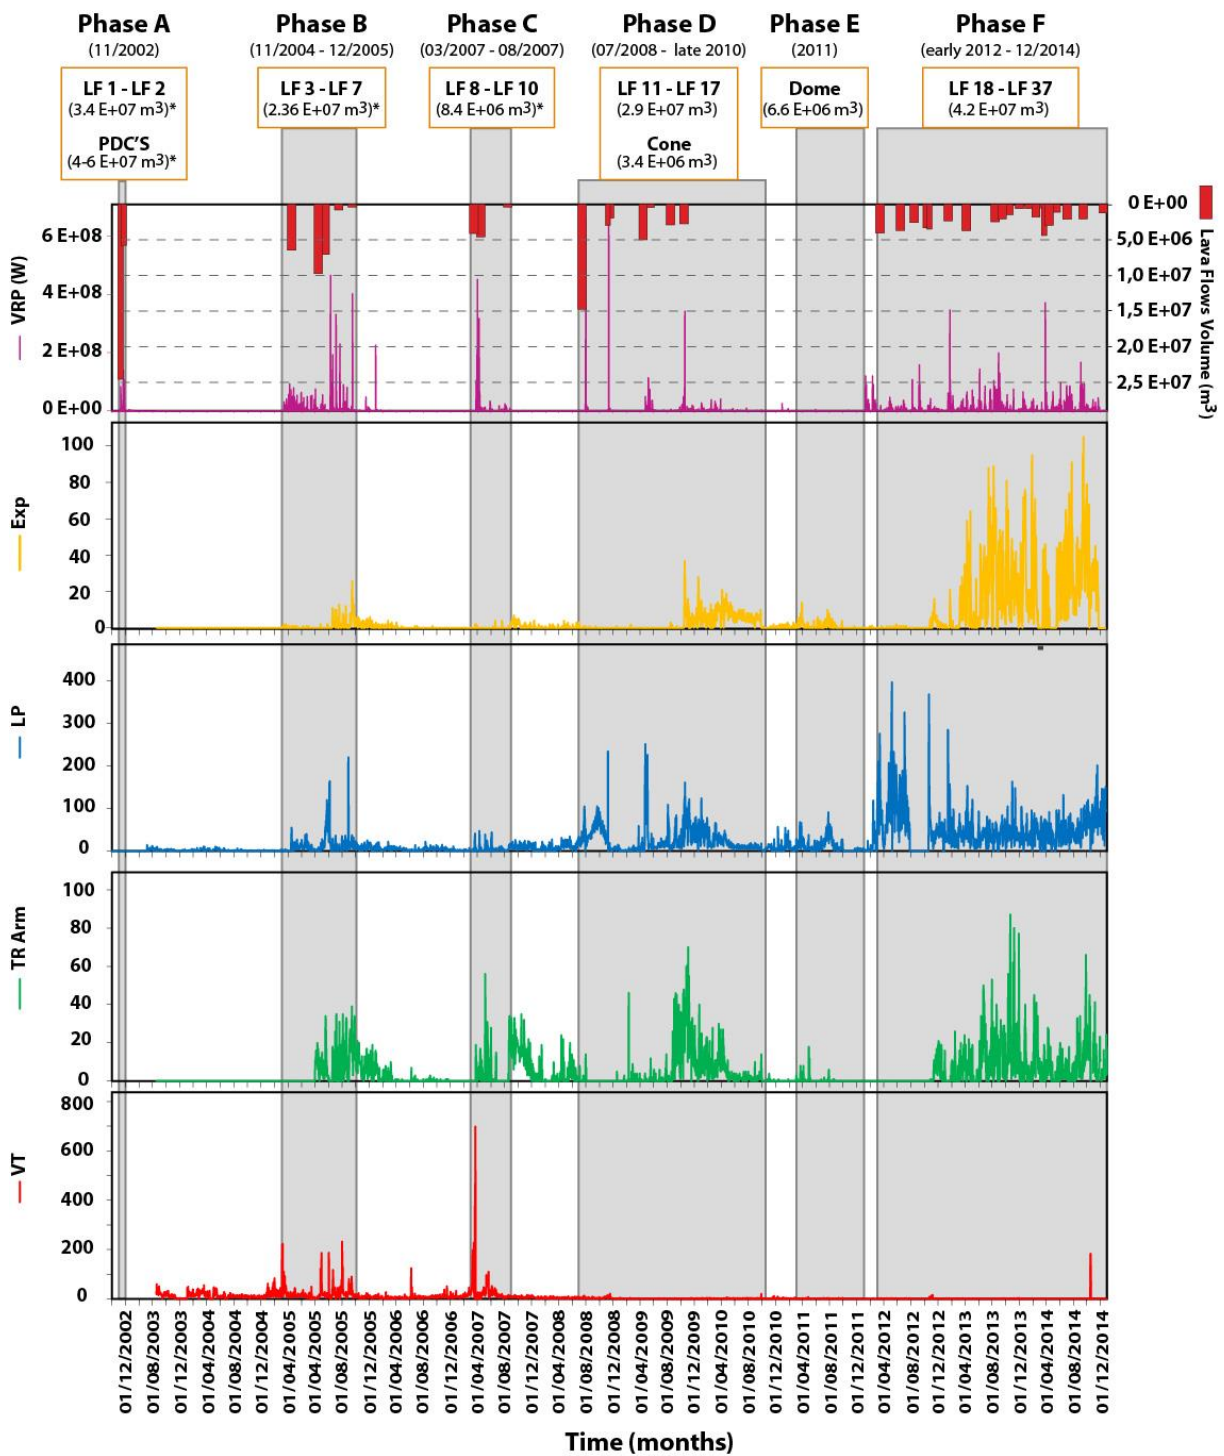 Phase A
(11/2002)
Phase B
(11/2004 - 12/2005)
Phase C
(03/2007 - 08/2007)
Phase D
(07/2008 -  late 2010)
Phase E
(2011)
Phase F
(early 2012 - 12/2014)
LF 1 - LF 2
(3.4 E+07 m3)*
PDC'S
(4-6 E+07 m3)*
LF 3 - LF 7
(2.36 E+07 m3)*
LF 8 - LF 10
(8.4 E+06 m3)*
LF 11 - LF 17
(2.9 E+07 m3)
Cone
(3.4 E+06 m3)
Dome
(6.6 E+06 m3)
LF 18 - LF 37
(4.2 E+07 m3)
VRP (W)
6 E+08
4 E+08
2 E+08
0 E+00
0 E+00
5,0 E+06
1,0 E+07
1,5 E+07
2,0 E+07
2,5 E+07
Lava Flows Volume (m3)
Exp
100
80
60
40
20
0
LP
400
300
200
100
0
TR Arm
100
80
60
40
20
0
VT
800
600
400
200
0
01/12/2002
01/08/2003
01/12/2003
01/04/2004
01/08/2004
01/12/2004
01/04/2005
01/04/2005
01/08/2005
01/12/2005
01/04/2006
01/08/2006
01/12/2006
01/04/2007
01/08/2007
01/12/2007
01/04/2008
01/08/2008
01/12/2008
01/04/2009
01/08/2009
01/12/2009
01/04/2010
01/08/2010
01/12/2010
01/04/2011
01/08/2011
01/12/2011
01/04/2012
01/08/2012
01/12/2012
01/04/2013
01/08/2013
01/12/2013
01/04/2014
01/08/2014
01/12/2014
Time (months)